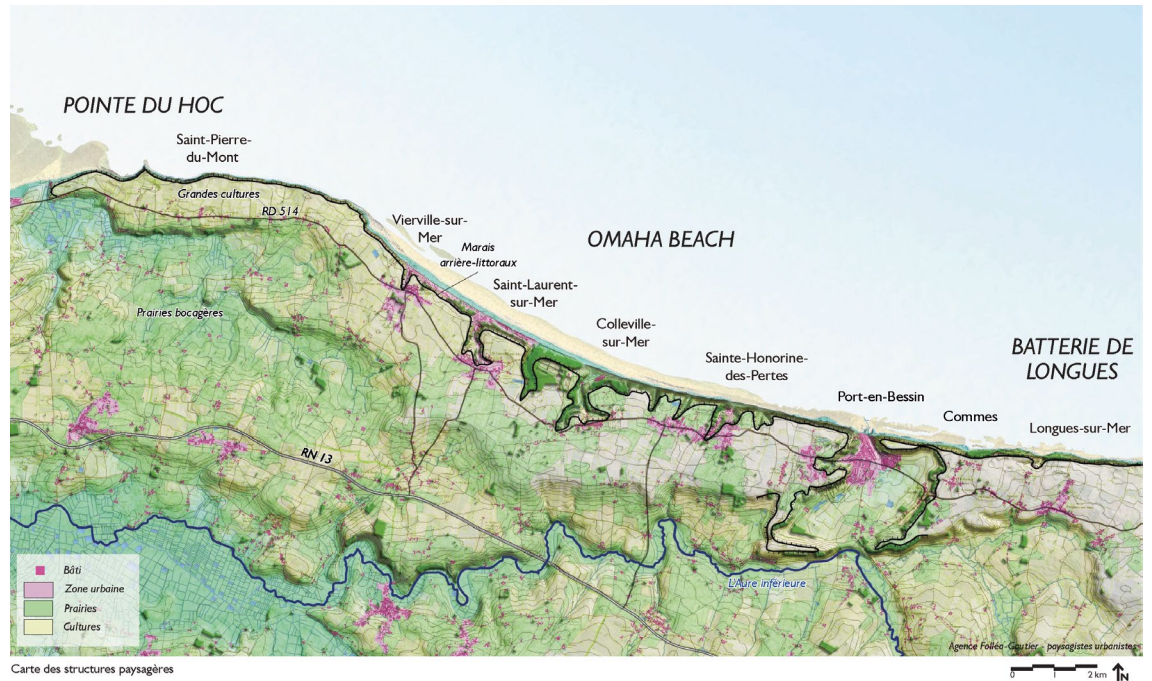 POINTE DU HOC
Saint-Pierre-
du-Mont
Grandes cultures
RD 514
Vierville-sur-
Mer
Marais
arrière-littoraux
OMAHA BEACH
Saint-Laurent-
sur-Mer
Prairies bocagères
Colleville-
sur-Mer
Sainte-Honorine-
des-Pertes
BATTERIE DE
LONGUES
Port-en-Bessin
Commes
Longues-sur-Mer
RN 13
L'Aure inférieure
Bâti
Zone urbaine
Prairies
Cultures
Agence Folléa-Gautier - paysagistes urbanistes
Carte des structures paysagères
0 1 2 km N